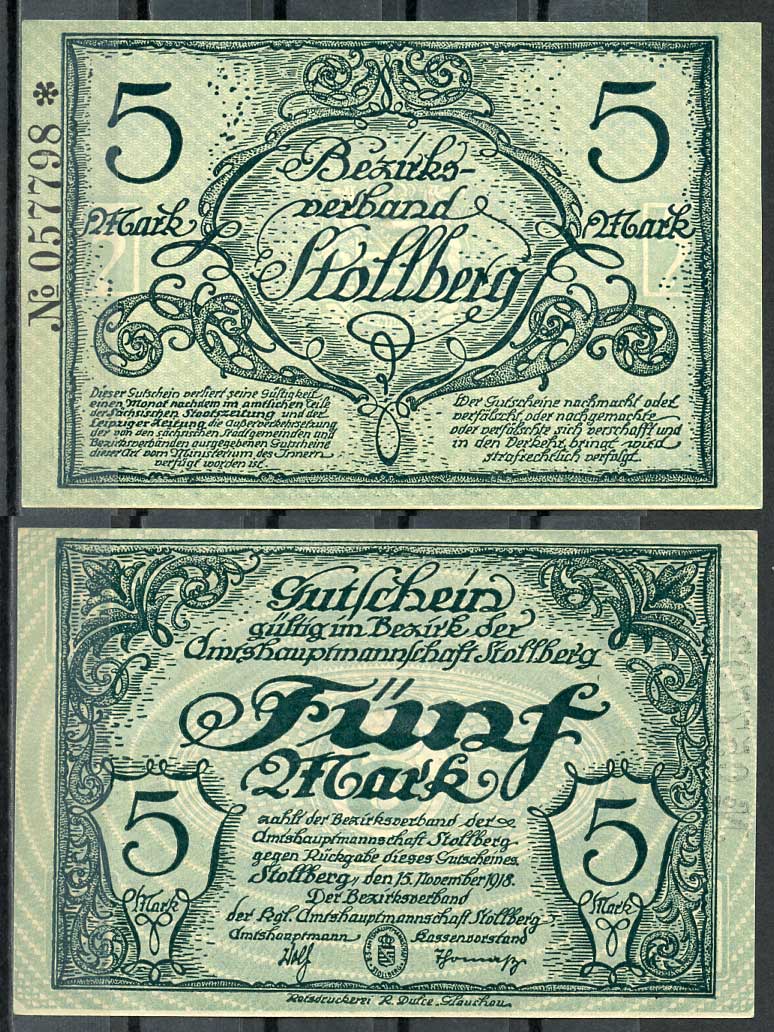 № 057798 *
5 Mark
5 Mark
Bezirks-
verband
Stollberg
Dieser Gutschein verliert seine Gültigkeit
einen Monat nachdem im amtlichen Teile
der Sächsischen Staatszeitung und der
Leipziger Zeitung die Außerverkehrsetzung
der von den sächsischen Stadtgemeinden und
Bezirksverbänden ausgegebenen Gutscheine
dieser Art vom Ministerium des Innern
verfügt worden ist.
Wer Gutscheine nachmacht oder
verfälscht, oder nachgemachte
oder verfälschte sich verschafft und
in den Verkehr bringt, wird
strafrechtlich verfolgt.
Gutschein
gültig im Bezirk der
Amtshauptmannschaft Stollberg
Fünf
Mark
5 Mark
5 Mark
zahlt der Bezirksverband der
Amtshauptmannschaft Stollberg
gegen Rückgabe dieses Gutscheines
Stollberg, den 15. November 1918.
Der Bezirksverband
der Kgl. Amtshauptmannschaft Stollberg
Amtshauptmann Kassenvorstand
Ratsdruckerei R. Dulce, Glauchau